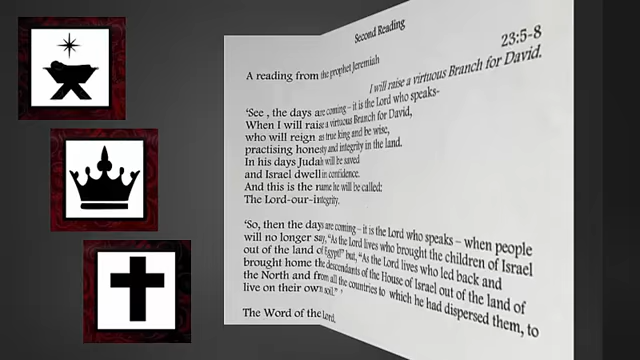 Second Reading
23:5-8
A reading from the prophet Jeremiah
I will raise a virtuous Branch for David.
‘See , the days are coming – it is the Lord who speaks-
When I will raise a virtuous Branch for David,
who will reign as true king and be wise,
practising honesty and integrity in the land.
In his days Judah will be saved
and Israel dwell in confidence.
And this is the name he will be called:
The Lord-our-integrity.
‘So, then the days are coming – it is the Lord who speaks – when people
will no longer say, “As the Lord lives who brought the children of Israel
out of the land of Egypt!” but, “As the Lord lives who led back and
brought home the descendants of the House of Israel out of the land of
the North and from all the countries to which he had dispersed them, to
live on their own soil.” ’
The Word of the Lord.